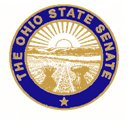 THE OHIO STATE SENATE